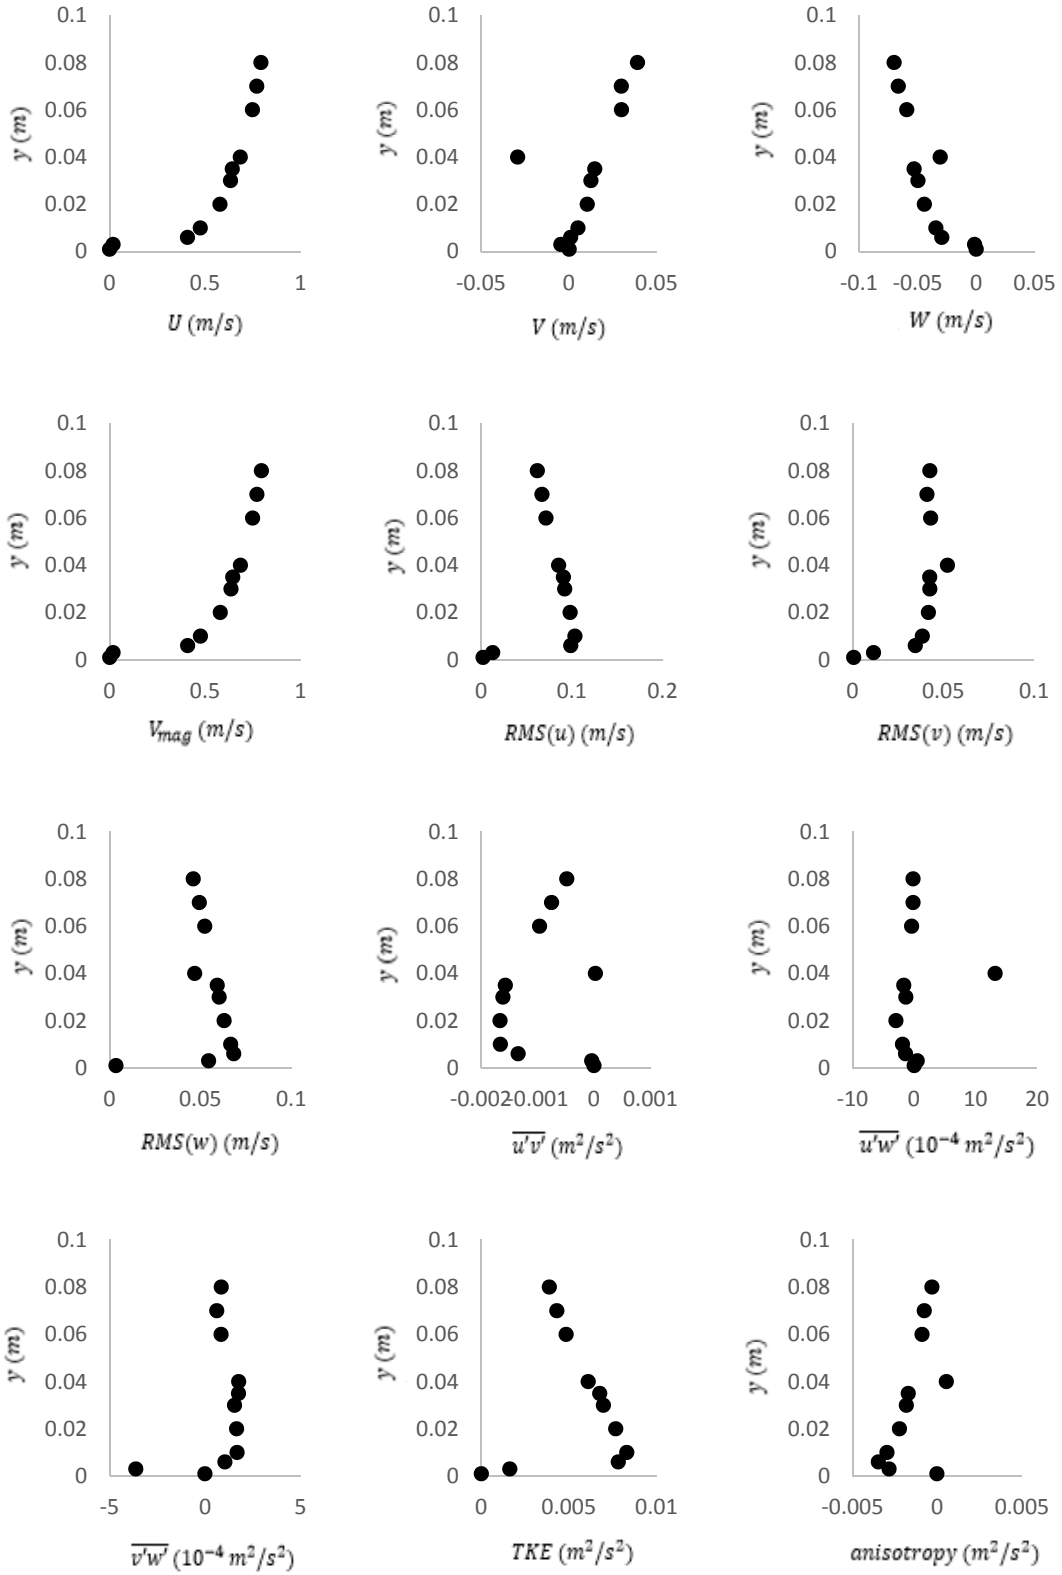 0.1 0.1 0.1
0.08 0.08 0.08
0.06 0.06 0.06
y (m) y (m) y (m)
0.04 0.04 0.04
0.02 0.02 0.02
0 0 0
0 0.5 1 -0.05 0 0.05 -0.1 -0.05 0 0.05
U (m/s) V (m/s) W (m/s)
0.1 0.1 0.1
0.08 0.08 0.08
0.06 0.06 0.06
y (m) y (m) y (m)
0.04 0.04 0.04
0.02 0.02 0.02
0 0 0
0 0.5 1 0 0.1 0.2 0 0.05 0.1
V_mag (m/s) RMS(u) (m/s) RMS(v) (m/s)
0.1 0.1 0.1
0.08 0.08 0.08
0.06 0.06 0.06
y (m) y (m) y (m)
0.04 0.04 0.04
0.02 0.02 0.02
0 0 0
0 0.05 0.1 -0.002 -0.001 0 0.001 -10 0 10 20
RMS(w) (m/s) u'v' (m²/s²) u'w' (10⁻⁴ m²/s²)
0.1 0.1 0.1
0.08 0.08 0.08
0.06 0.06 0.06
y (m) y (m) y (m)
0.04 0.04 0.04
0.02 0.02 0.02
0 0 0
-5 0 5 0 0.005 0.01 -0.005 0 0.005
v'w' (10⁻⁴ m²/s²) TKE (m²/s²) anisotropy (m²/s²)